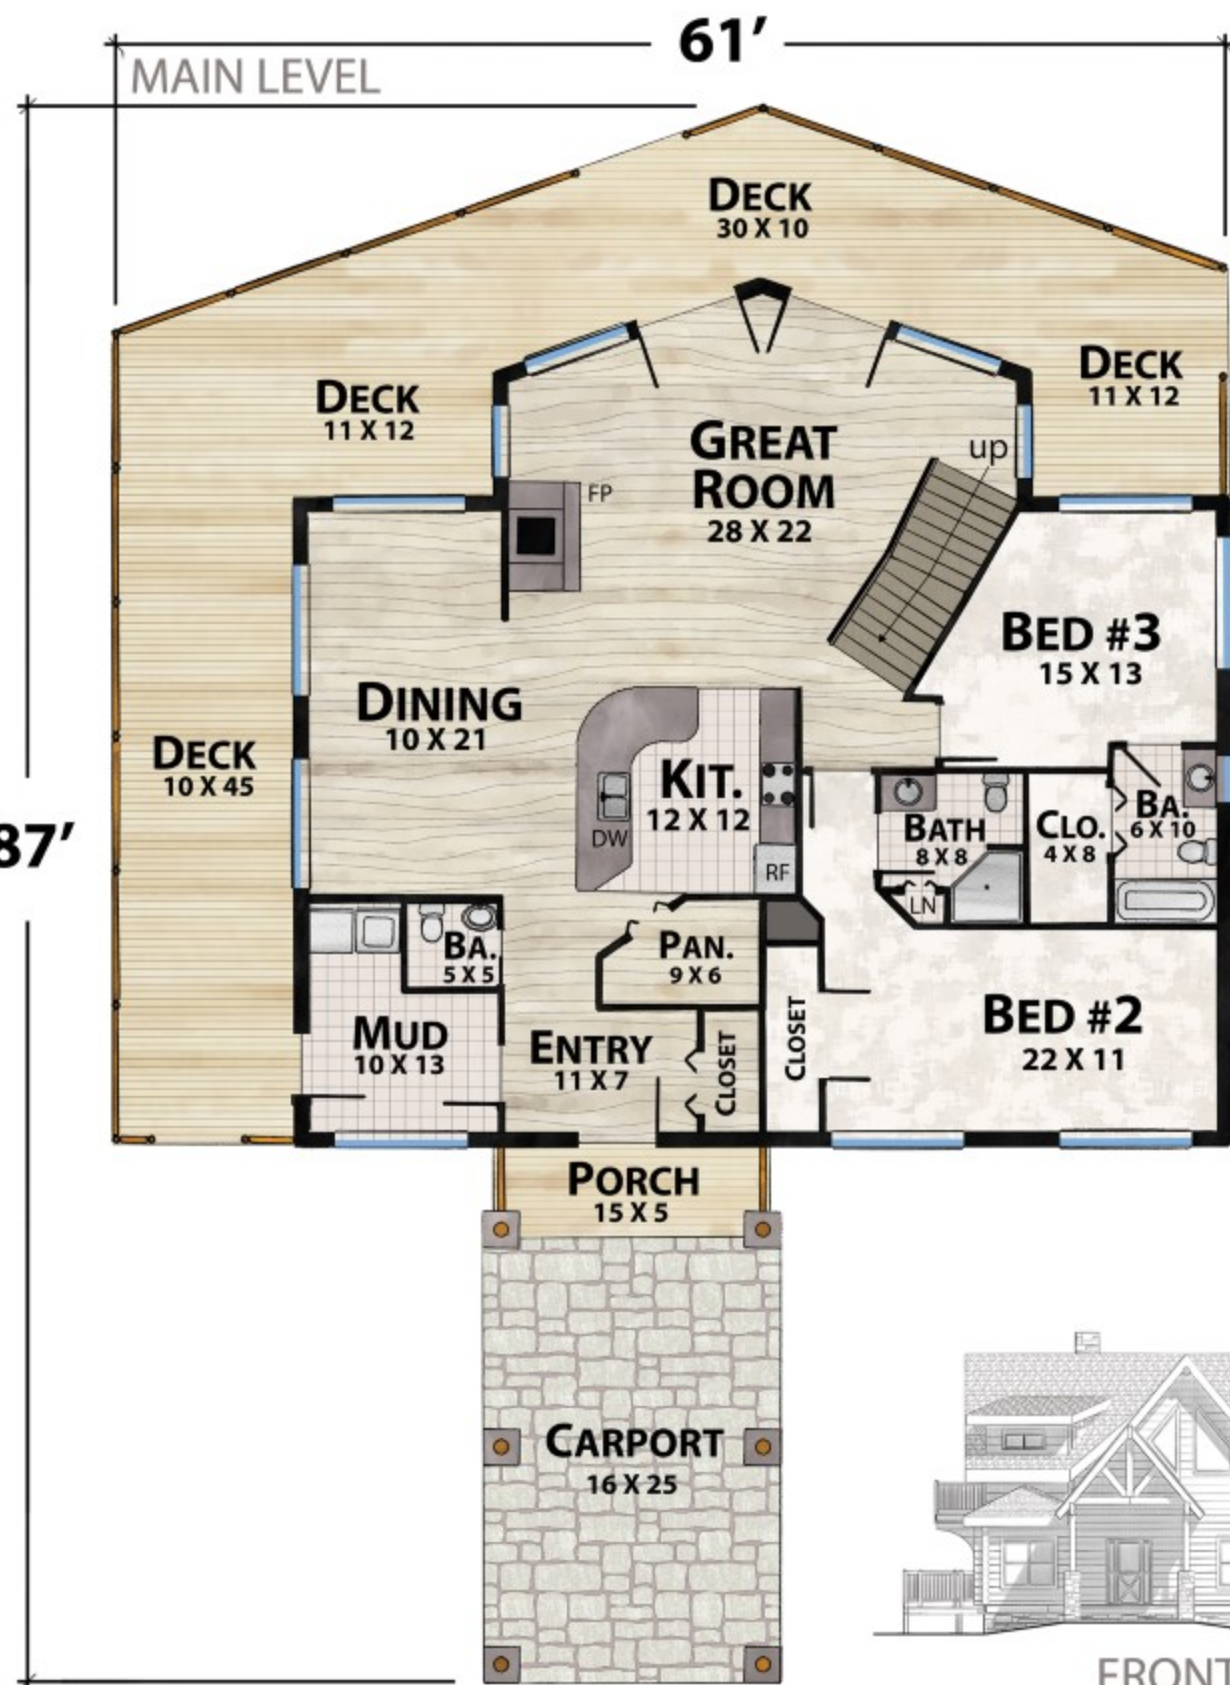 61'
MAIN LEVEL
DECK
30 X 10
DECK
11 X 12
DECK
11 X 12
GREAT
ROOM
28 X 22
up
FP
BED #3
15 X 13
DINING
10 X 21
DECK
10 X 45
KIT.
12 X 12
DW
RF
BATH
8 X 8
CLO.
4 X 8
BA.
6 X 10
LN
87'
BA.
5 X 5
PAN.
9 X 6
MUD
10 X 13
ENTRY
11 X 7
CLOSET
CLOSET
BED #2
22 X 11
PORCH
15 X 5
CARPORT
16 X 25
FRONT